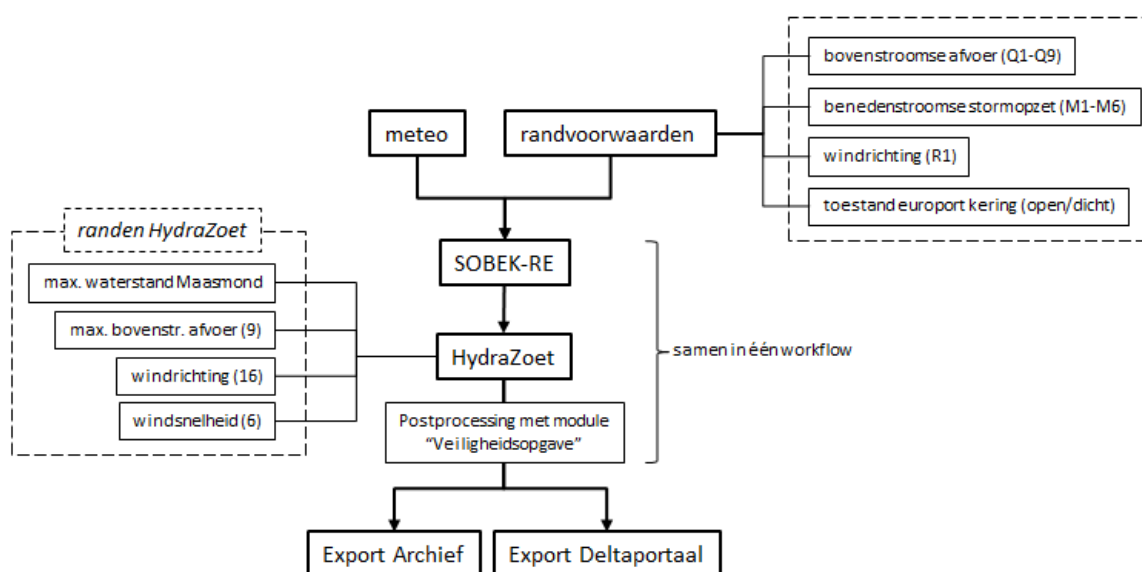 meteo
randvoorwaarden
bovenstroomse afvoer (Q1-Q9)
benedenstroomse stormopzet (M1-M6)
windrichting (R1)
toestand europort kering (open/dicht)
randen HydraZoet
max. waterstand Maasmond
max. bovenstr. afvoer (9)
windrichting (16)
windsnelheid (6)
SOBEK-RE
HydraZoet
Postprocessing met module
“Veiligheidsopgave”
samen in één workflow
Export Archief
Export Deltaportaal